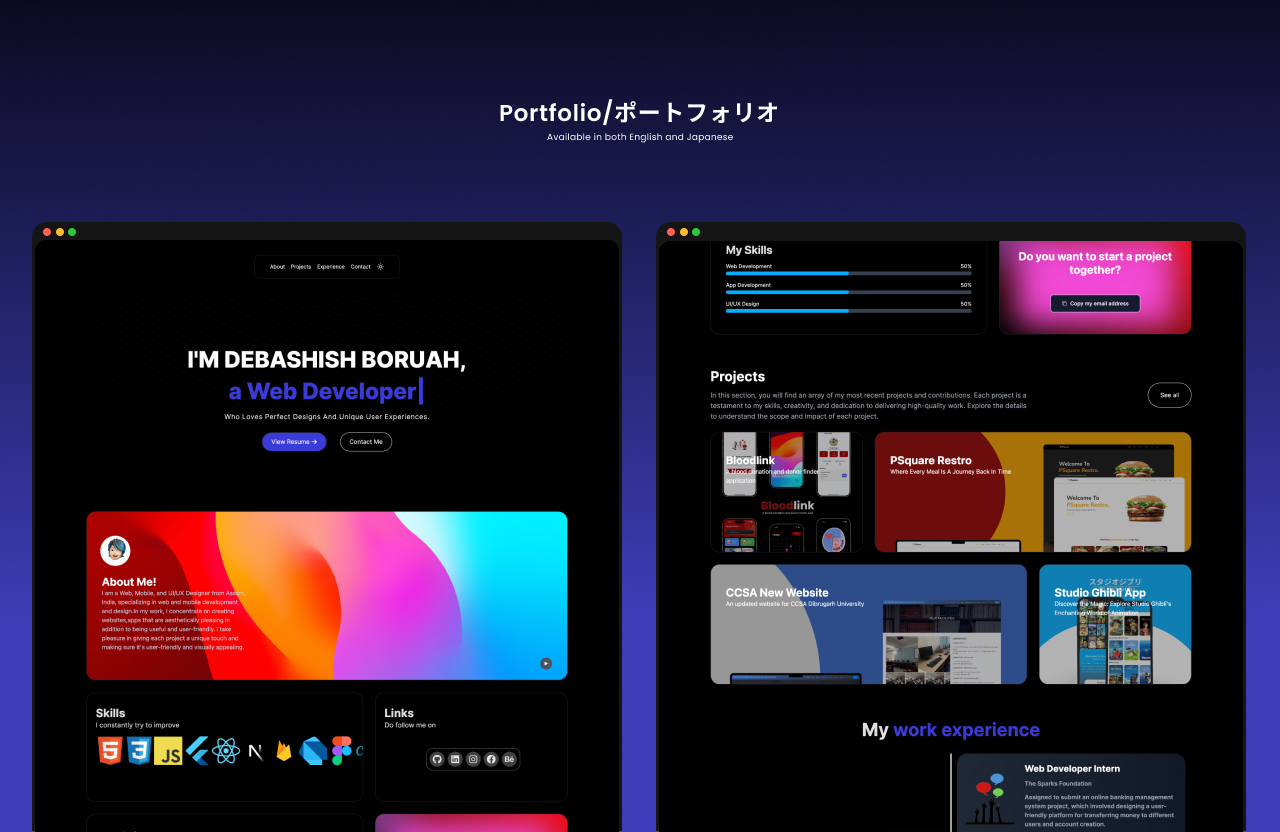 Portfolio/ポートフォリオ
Available in both English and Japanese
About Projects Experience Contact
I'M DEBASHISH BORUAH,
a Web Developer|
Who Loves Perfect Designs And Unique User Experiences.
View Resume →
Contact Me
About Me!
I am a Web, Mobile, and UI/UX Designer from Assam,
India, specializing in web and mobile development
and design.In my work, I concentrate on creating
websites,apps that are aesthetically pleasing in
addition to being useful and user-friendly. I take
pleasure in giving each project a unique touch and
making sure it's user-friendly and visually appealing.
Skills
I constantly try to improve
5
3
JS
N
Links
Do follow me on
Bē
My Skills
Web Development 50%
App Development 50%
UI/UX Design 50%
Do you want to start a project
together?
Copy my email address
Projects
In this section, you will find an array of my most recent projects and contributions. Each project is a
testament to my skills, creativity, and dedication to delivering high-quality work. Explore the details
to understand the scope and impact of each project.
See all
Bloodlink
A blood donation and donor finder
application
Bloodlink
PSquare Restro
Where Every Meal Is A Journey Back In Time
Welcome To
PSquare Restro.
Welcome To
PSquare Restro.
CCSA New Website
An updated website for CCSA Dibrugarh University
スタジオジブリ
Studio Ghibli App
Discover the Magic: Explore Studio Ghibli's
Enchanting World of Animation
My work experience
Web Developer Intern
The Sparks Foundation
Assigned to submit an online banking management
system project, which involved designing a user-
friendly platform for transferring money to different
users and account creation.